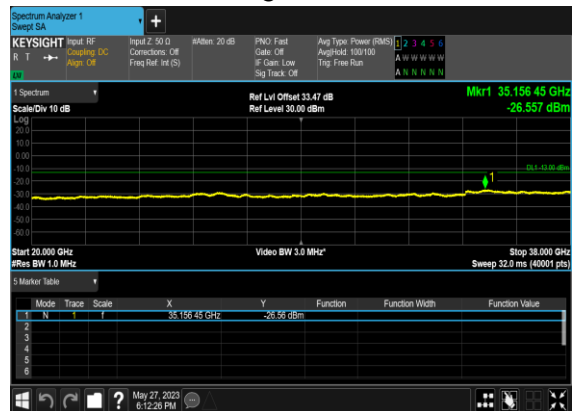 Spectrum Analyzer 1
Swept SA
KEYSIGHT Input: RF Input Z: 50 Ω #Atten: 20 dB PNO: Fast Avg Type: Power (RMS) 1 2 3 4 5 6
R T Coupling: DC Corrections: Off Gate: Off Avg|Hold: 100/100 A W W W W W
Align: Off Freq Ref: Int (S) IF Gain: Low Trig: Free Run
Sig Track: Off A N N N N N
1 Spectrum Ref Lvl Offset 33.47 dB Mkr1 35.156 45 GHz
Scale/Div 10 dB Ref Level 30.00 dBm -26.557 dBm
Log
20.0
10.0
0.00
-10.0 DL1 -13.00 dBm
1
-20.0
-30.0
-40.0
-50.0
-60.0
Start 20.000 GHz Video BW 3.0 MHz* Stop 38.000 GHz
#Res BW 1.0 MHz Sweep 32.0 ms (40001 pts)
5 Marker Table
Mode Trace Scale X Y Function Function Width Function Value
1 N 1 f 35.156 45 GHz -26.56 dBm
2
3
4
5
6
? May 27, 2023
6:12:26 PM